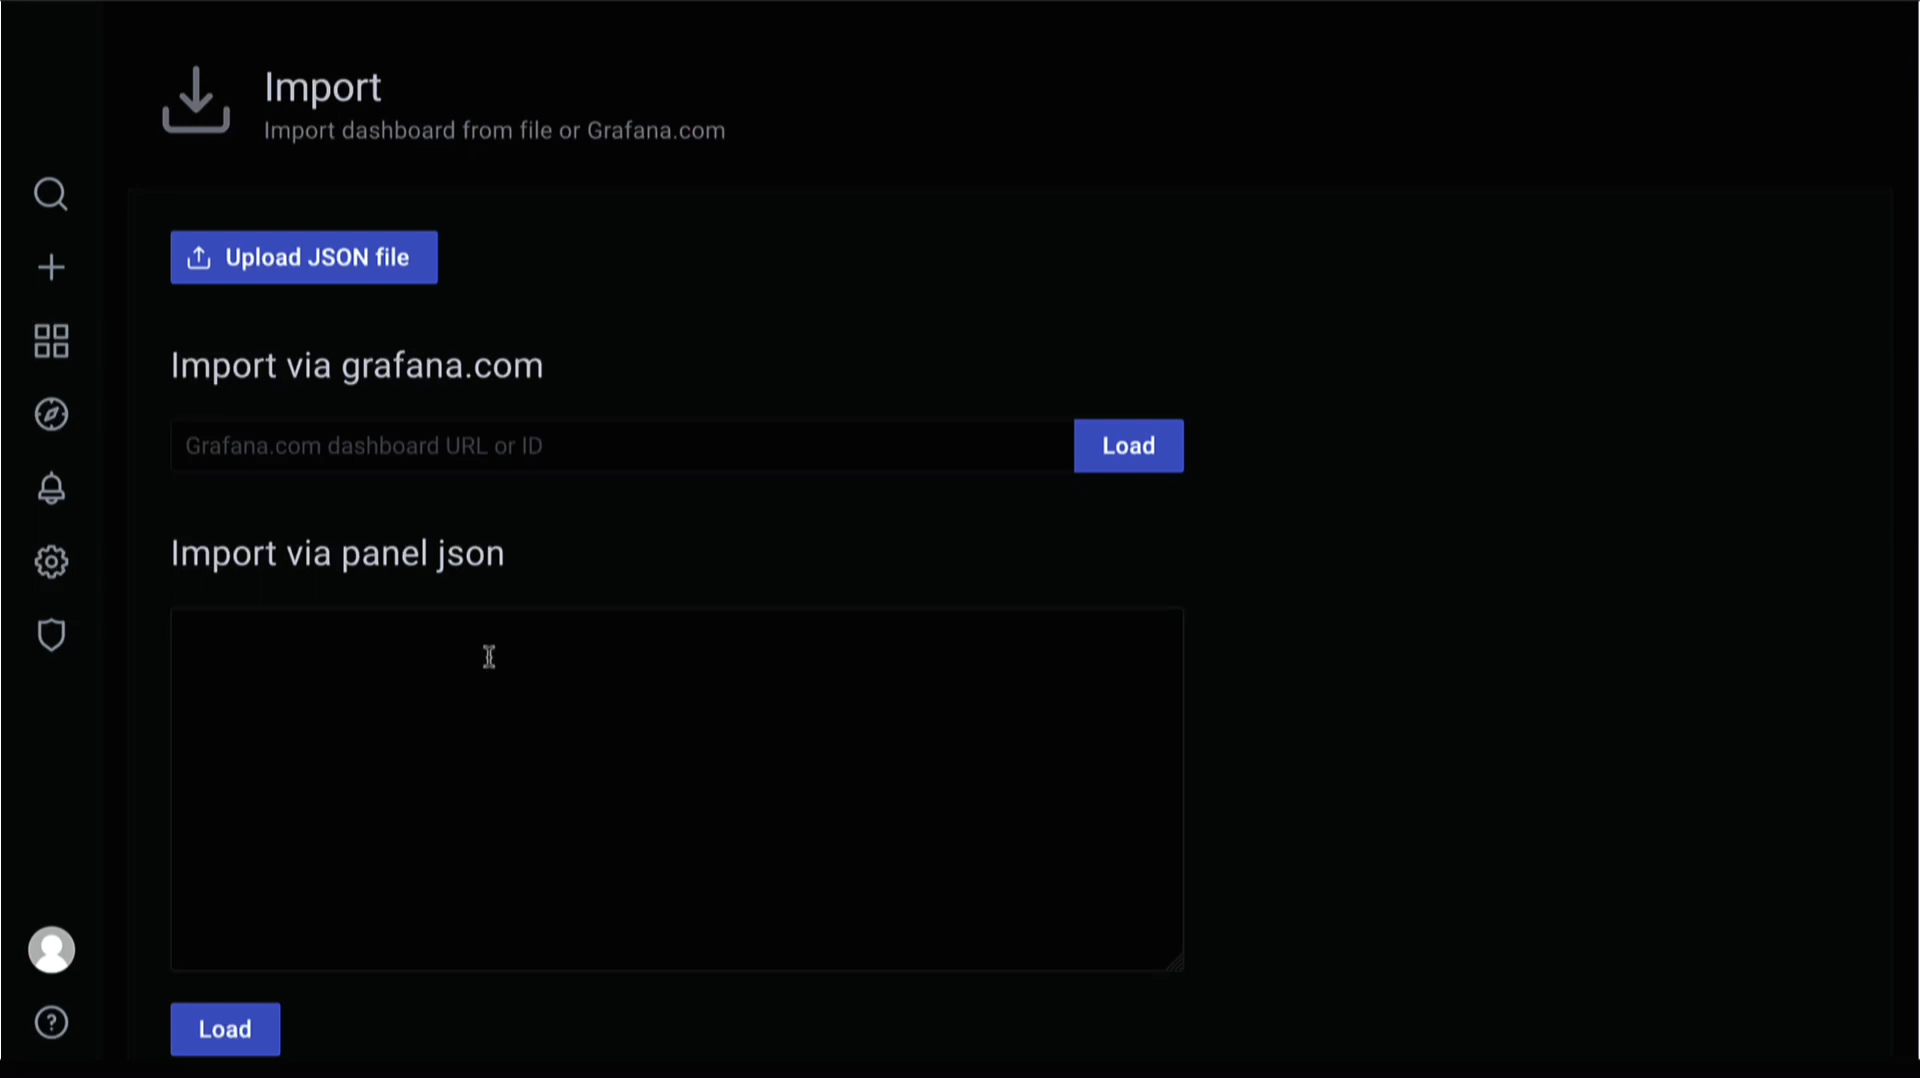 Import
Import dashboard from file or Grafana.com
Upload JSON file
Import via grafana.com
Grafana.com dashboard URL or ID
Load
Import via panel json
Load
?